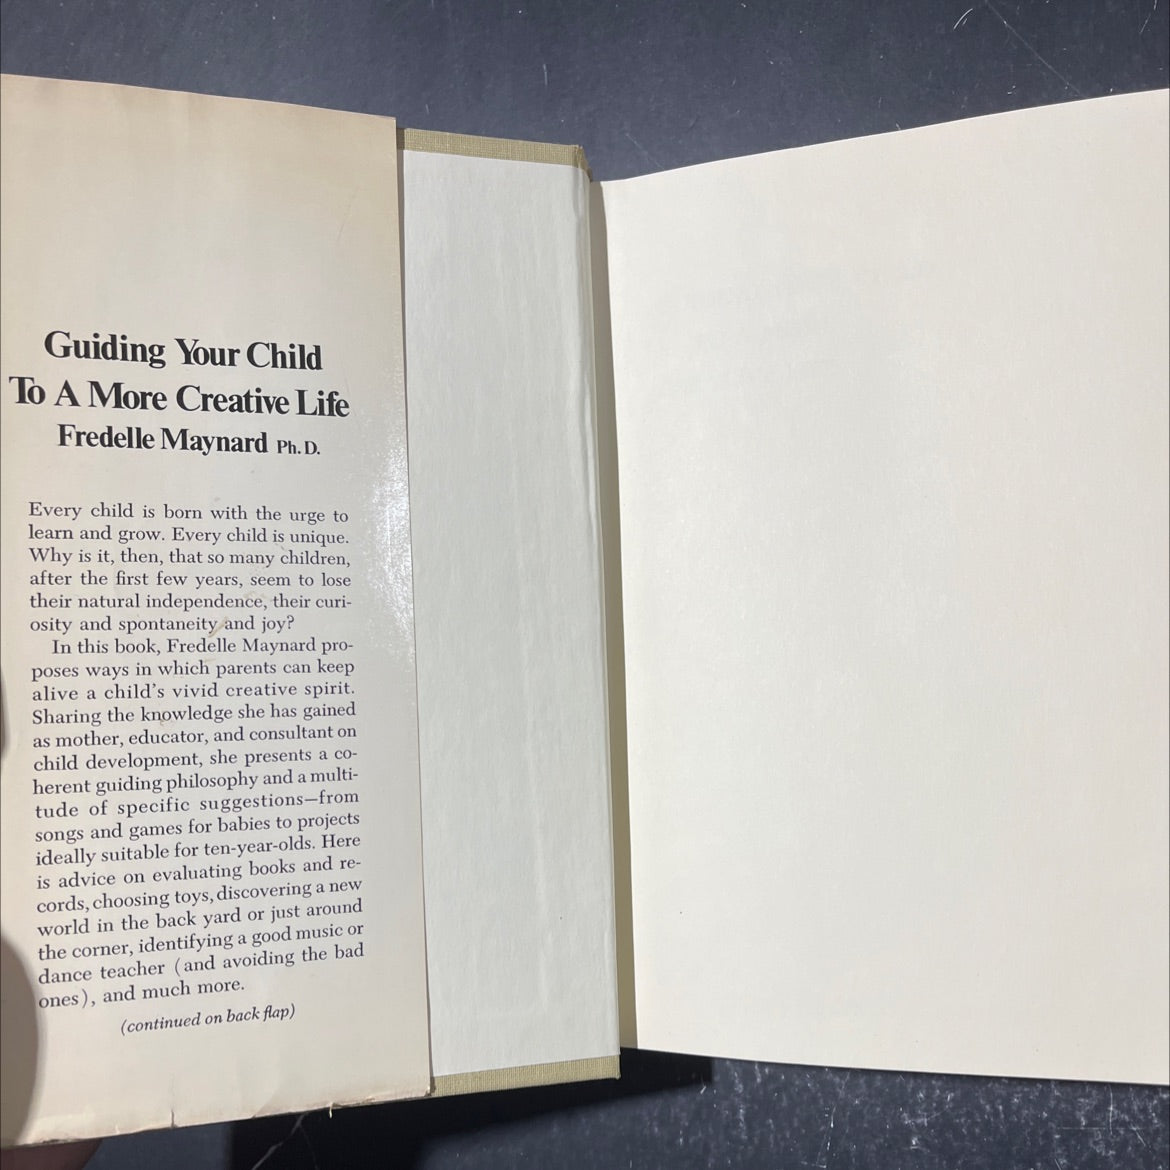 Guiding Your Child
To A More Creative Life
Fredelle Maynard Ph.D.
Every child is born with the urge to
learn and grow. Every child is unique.
Why is it, then, that so many children,
after the first few years, seem to lose
their natural independence, their curi-
osity and spontaneity and joy?
In this book, Fredelle Maynard pro-
poses ways in which parents can keep
alive a child's vivid creative spirit.
Sharing the knowledge she has gained
as mother, educator, and consultant on
child development, she presents a co-
herent guiding philosophy and a multi-
tude of specific suggestions—from
songs and games for babies to projects
ideally suitable for ten-year-olds. Here
is advice on evaluating books and re-
cords, choosing toys, discovering a new
world in the back yard or just around
the corner, identifying a good music or
dance teacher (and avoiding the bad
ones), and much more.
(continued on back flap)